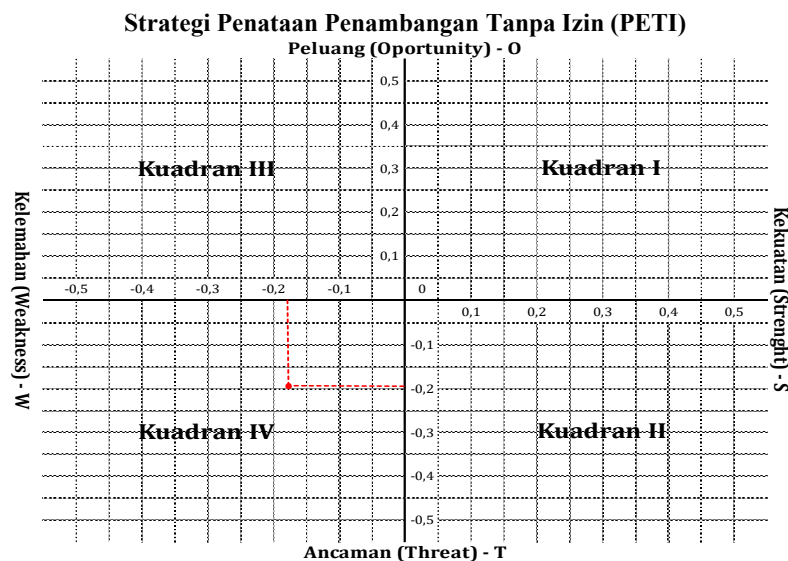 Strategi Penataan Penambangan Tanpa Izin (PETI)
Peluang (Oportunity) - O
0,5
0,4
Kuadran III
0,3
Kuadran I
0,2
0,1
Kelemahan (Weakness) - W
Kekuatan (Strenght) - S
-0,5 -0,4 -0,3 -0,2 -0,1 0
0,1 0,2 0,3 0,4 0,5
-0,1
-0,2
Kuadran IV
-0,3
Kuadran II
-0,4
-0,5
Ancaman (Threat) - T